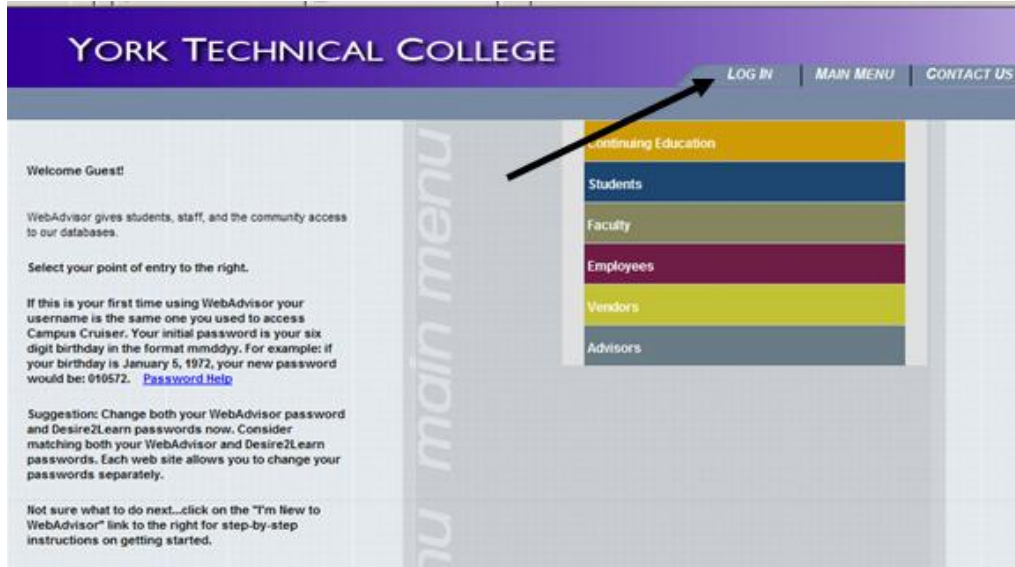 YORK TECHNICAL COLLEGE
LOG IN
MAIN MENU
CONTACT US
Welcome Guest!
WebAdvisor gives students, staff, and the community access
to our databases.
Select your point of entry to the right.
If this is your first time using WebAdvisor your
username is the same one you used to access
Campus Cruiser. Your initial password is your six
digit birthday in the format mmddyy. For example: if
your birthday is January 5, 1972, your new password
would be: 010572. Password Help
Suggestion: Change both your WebAdvisor password
and Desire2Learn passwords now. Consider
matching both your WebAdvisor and Desire2Learn
passwords. Each web site allows you to change your
passwords separately.
Not sure what to do next...click on the "I'm New to
WebAdvisor" link to the right for step-by-step
instructions on getting started.
main menu
nu
Continuing Education
Students
Faculty
Employees
Vendors
Advisors